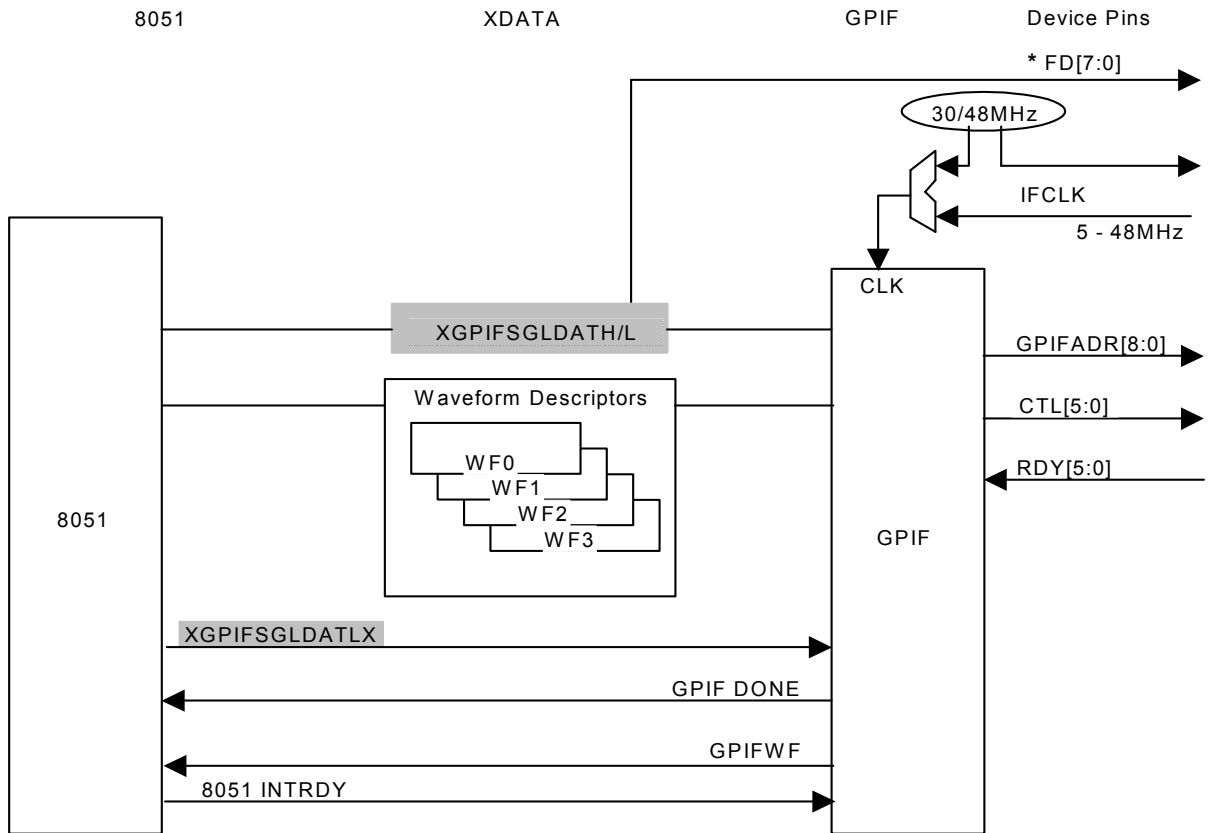 8051 XDATA GPIF Device Pins
* FD[7:0]
30/48MHz
IFCLK
5 - 48MHz
CLK
XGPIFSGLDATH/L
GPIFADR[8:0]
Waveform Descriptors
CTL[5:0]
WF0
RDY[5:0]
WF1
WF2
8051
WF3
GPIF
XGPIFSGLDATLX
GPIF DONE
GPIFWF
8051 INTRDY